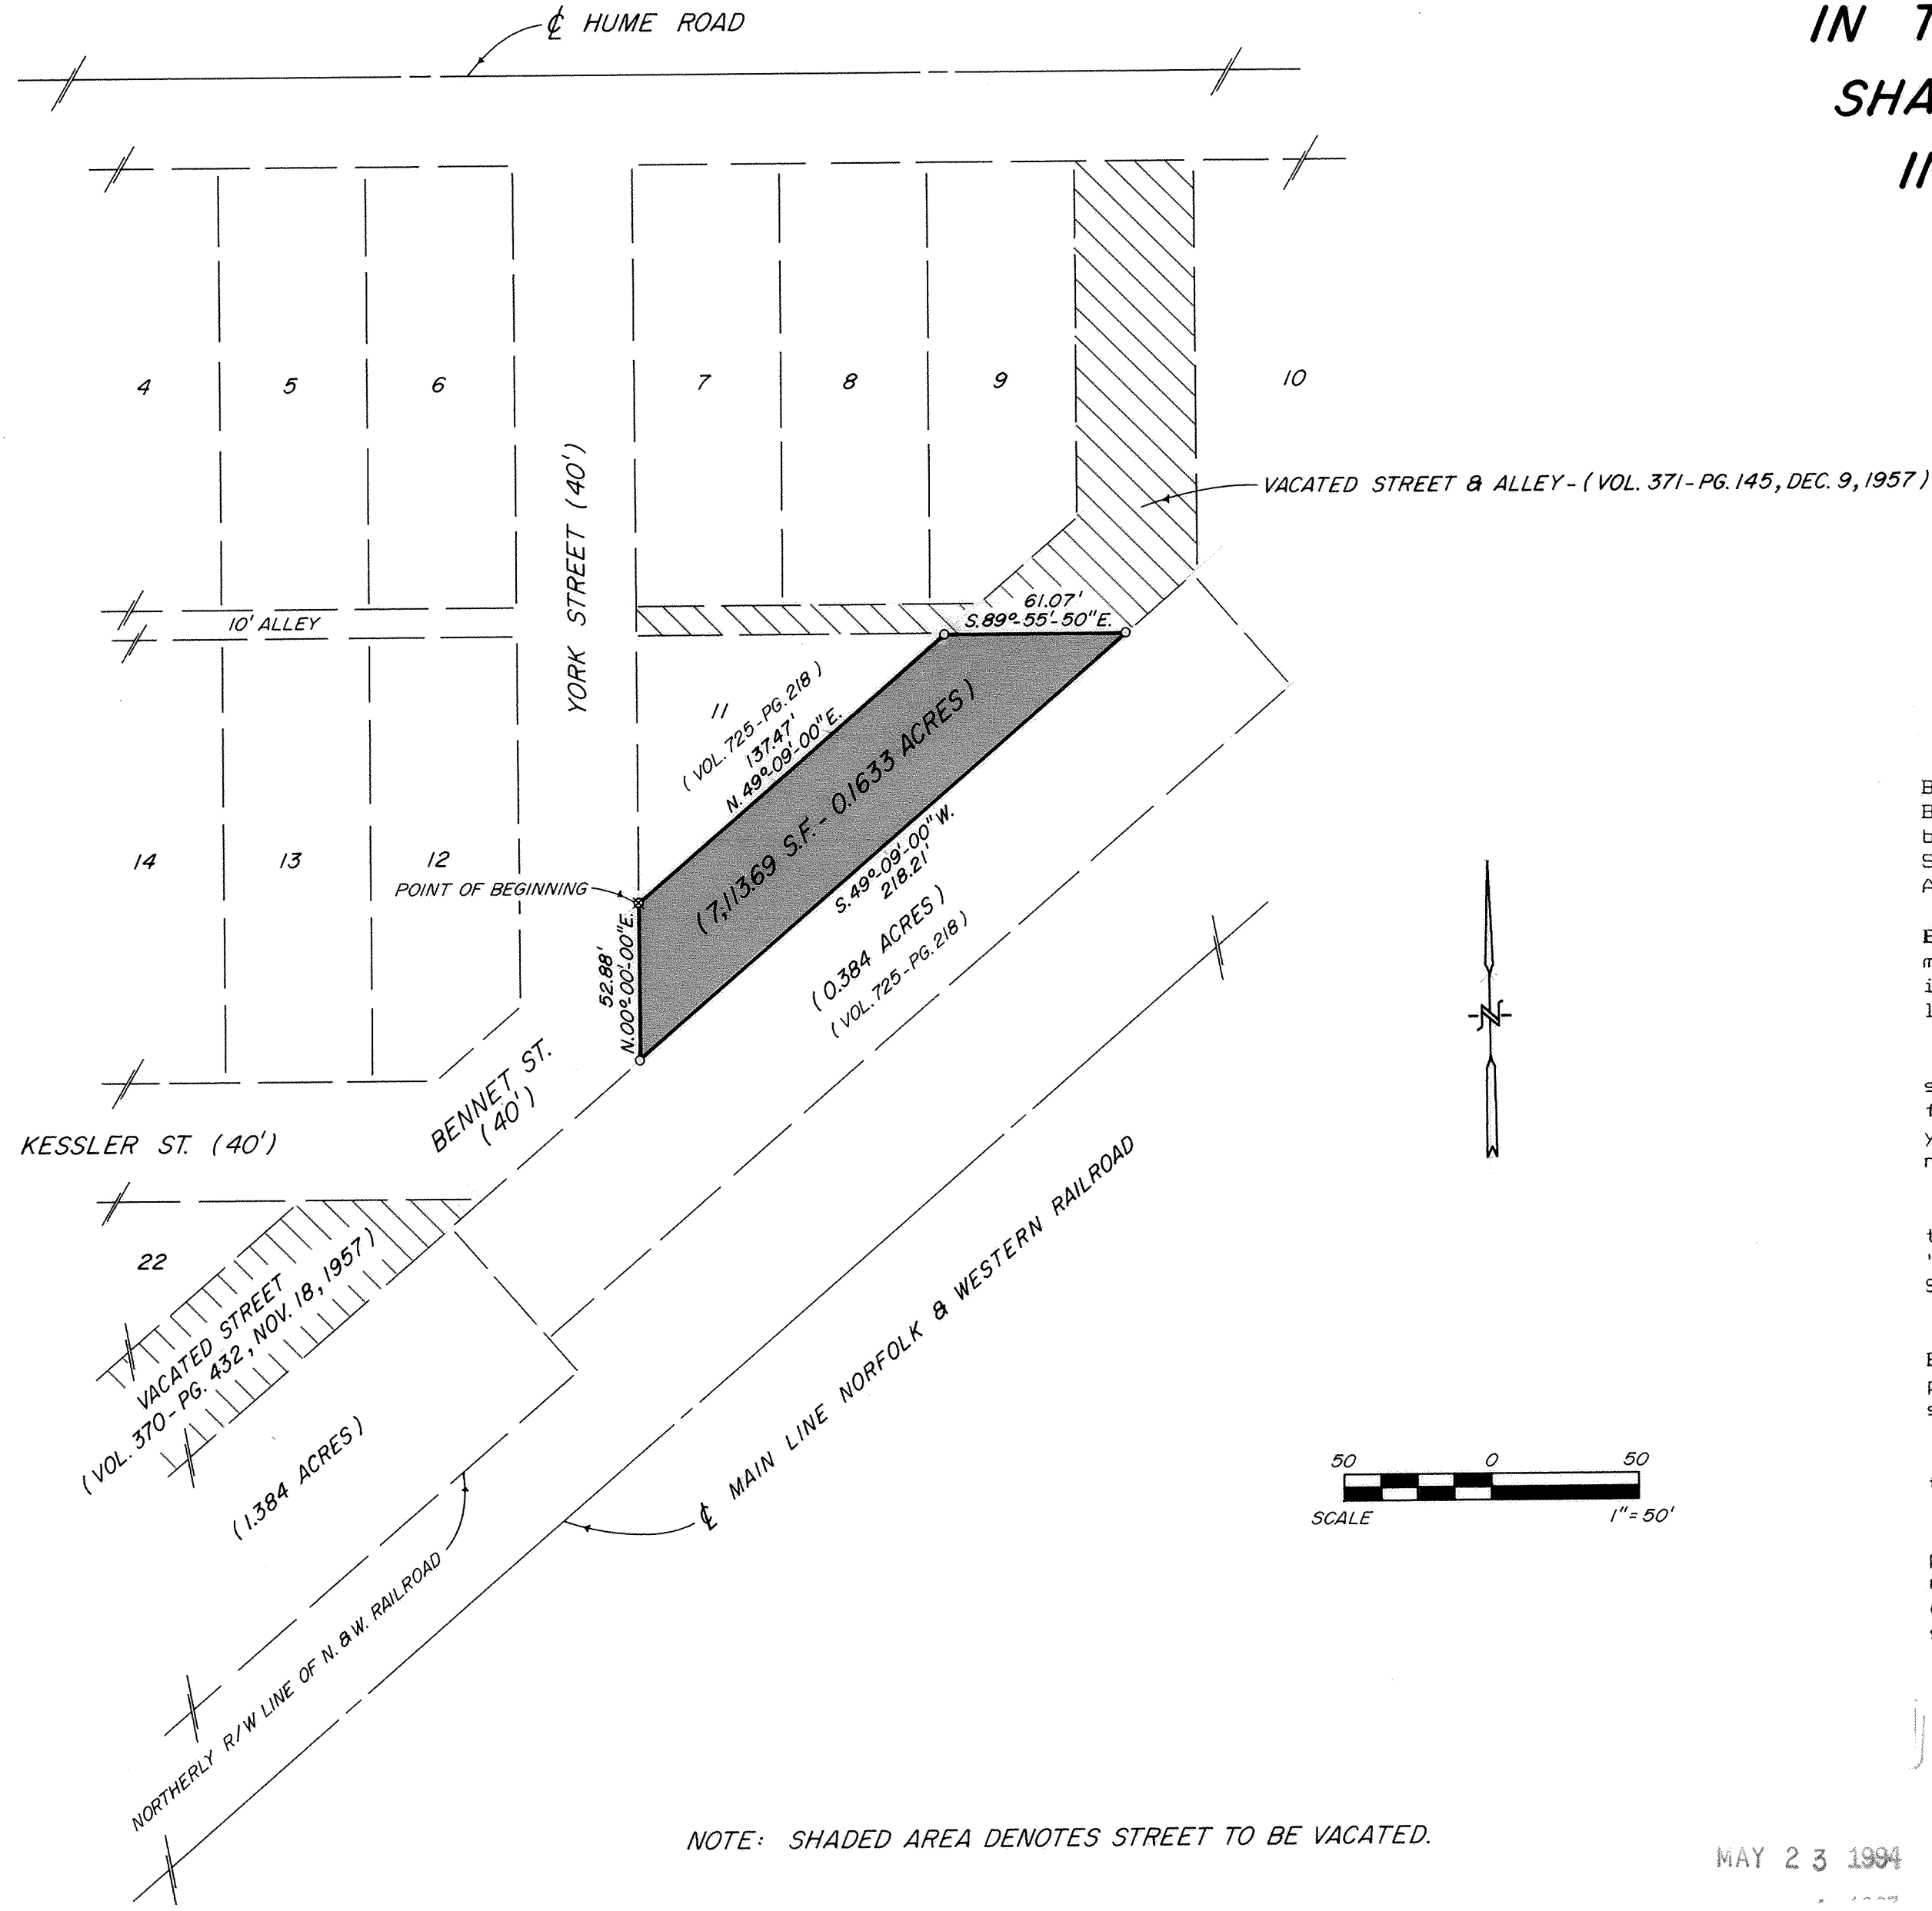 ℄ HUME ROAD
IN T
SHA
4
5
6
7
8
9
10
YORK STREET (40')
VACATED STREET & ALLEY-(VOL. 371-PG. 145, DEC. 9, 1957)
10' ALLEY
61.07'
S.89°-55'-50"E.
11
(VOL. 725-PG. 218)
137.47'
N.49°-09'-00"E.
(7,113.69 S.F. - 0.1633 ACRES)
S.49°-09'-00"W.
218.21'
(0.384 ACRES)
(VOL. 725-PG. 218)
14
13
12
POINT OF BEGINNING
52.88'
N.00°-00'-00"E.
BENNET ST.
(40')
KESSLER ST. (40')
22
VACATED STREET
(VOL. 370-PG. 432, NOV. 18, 1957)
(1.384 ACRES)
NORTHERLY R/W LINE OF N. & W. RAILROAD
℄ MAIN LINE NORFOLK & WESTERN RAILROAD
N
50 0 50
SCALE 1"=50'
NOTE: SHADED AREA DENOTES STREET TO BE VACATED.
MAY 23 1994